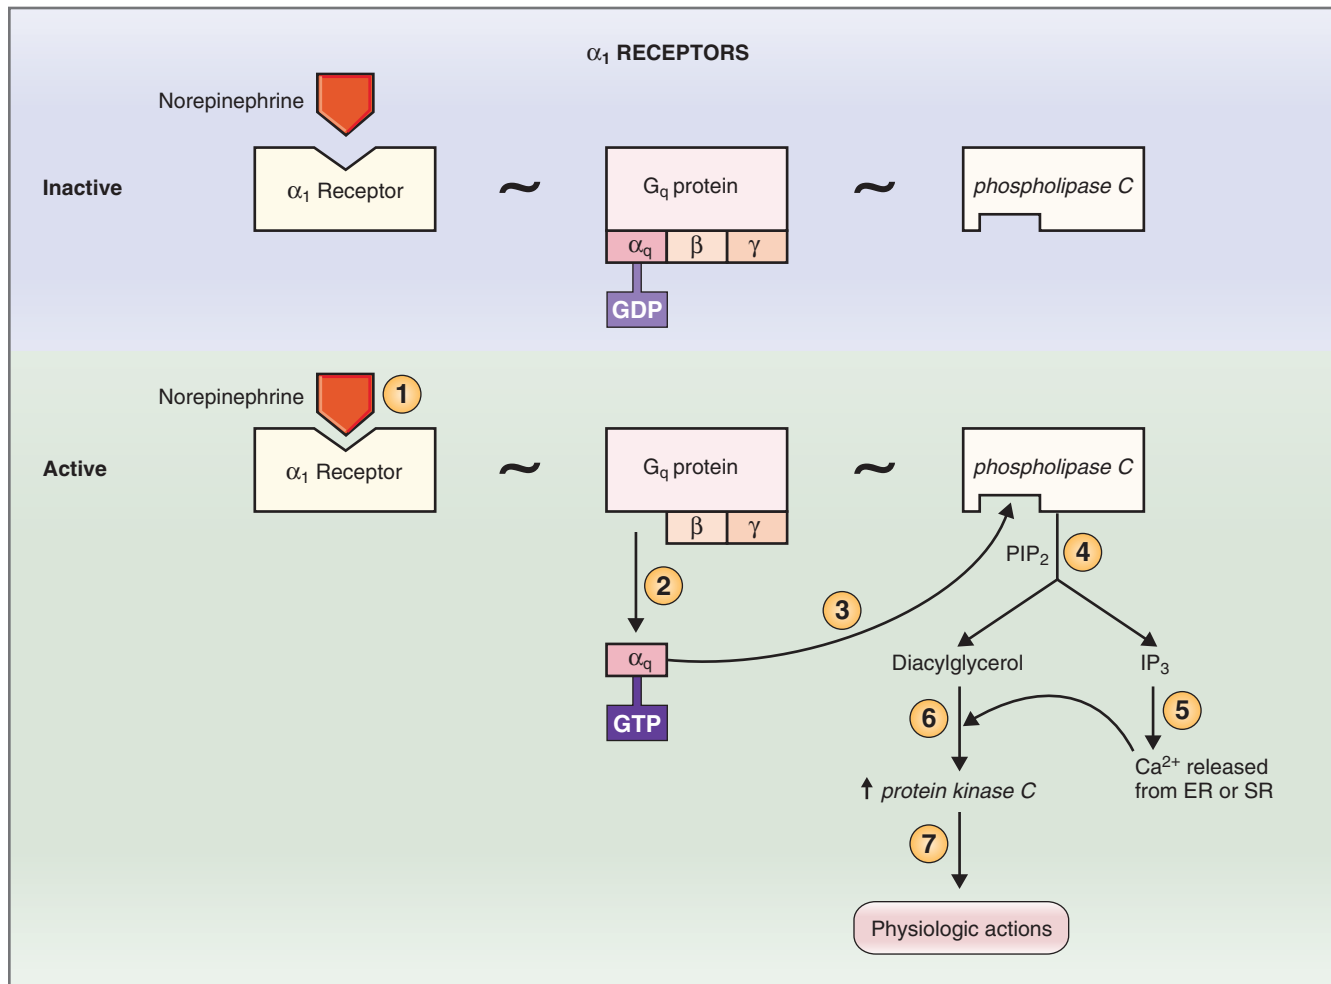 α₁ RECEPTORS
Norepinephrine
Inactive
α₁ Receptor
~
Gq protein
~
phospholipase C
αq
β
γ
GDP
Norepinephrine
1
Active
α₁ Receptor
~
Gq protein
~
phospholipase C
β
γ
2
3
PIP₂
4
αq
GTP
Diacylglycerol
IP₃
6
5
Ca²⁺ released
from ER or SR
↑ protein kinase C
7
Physiologic actions